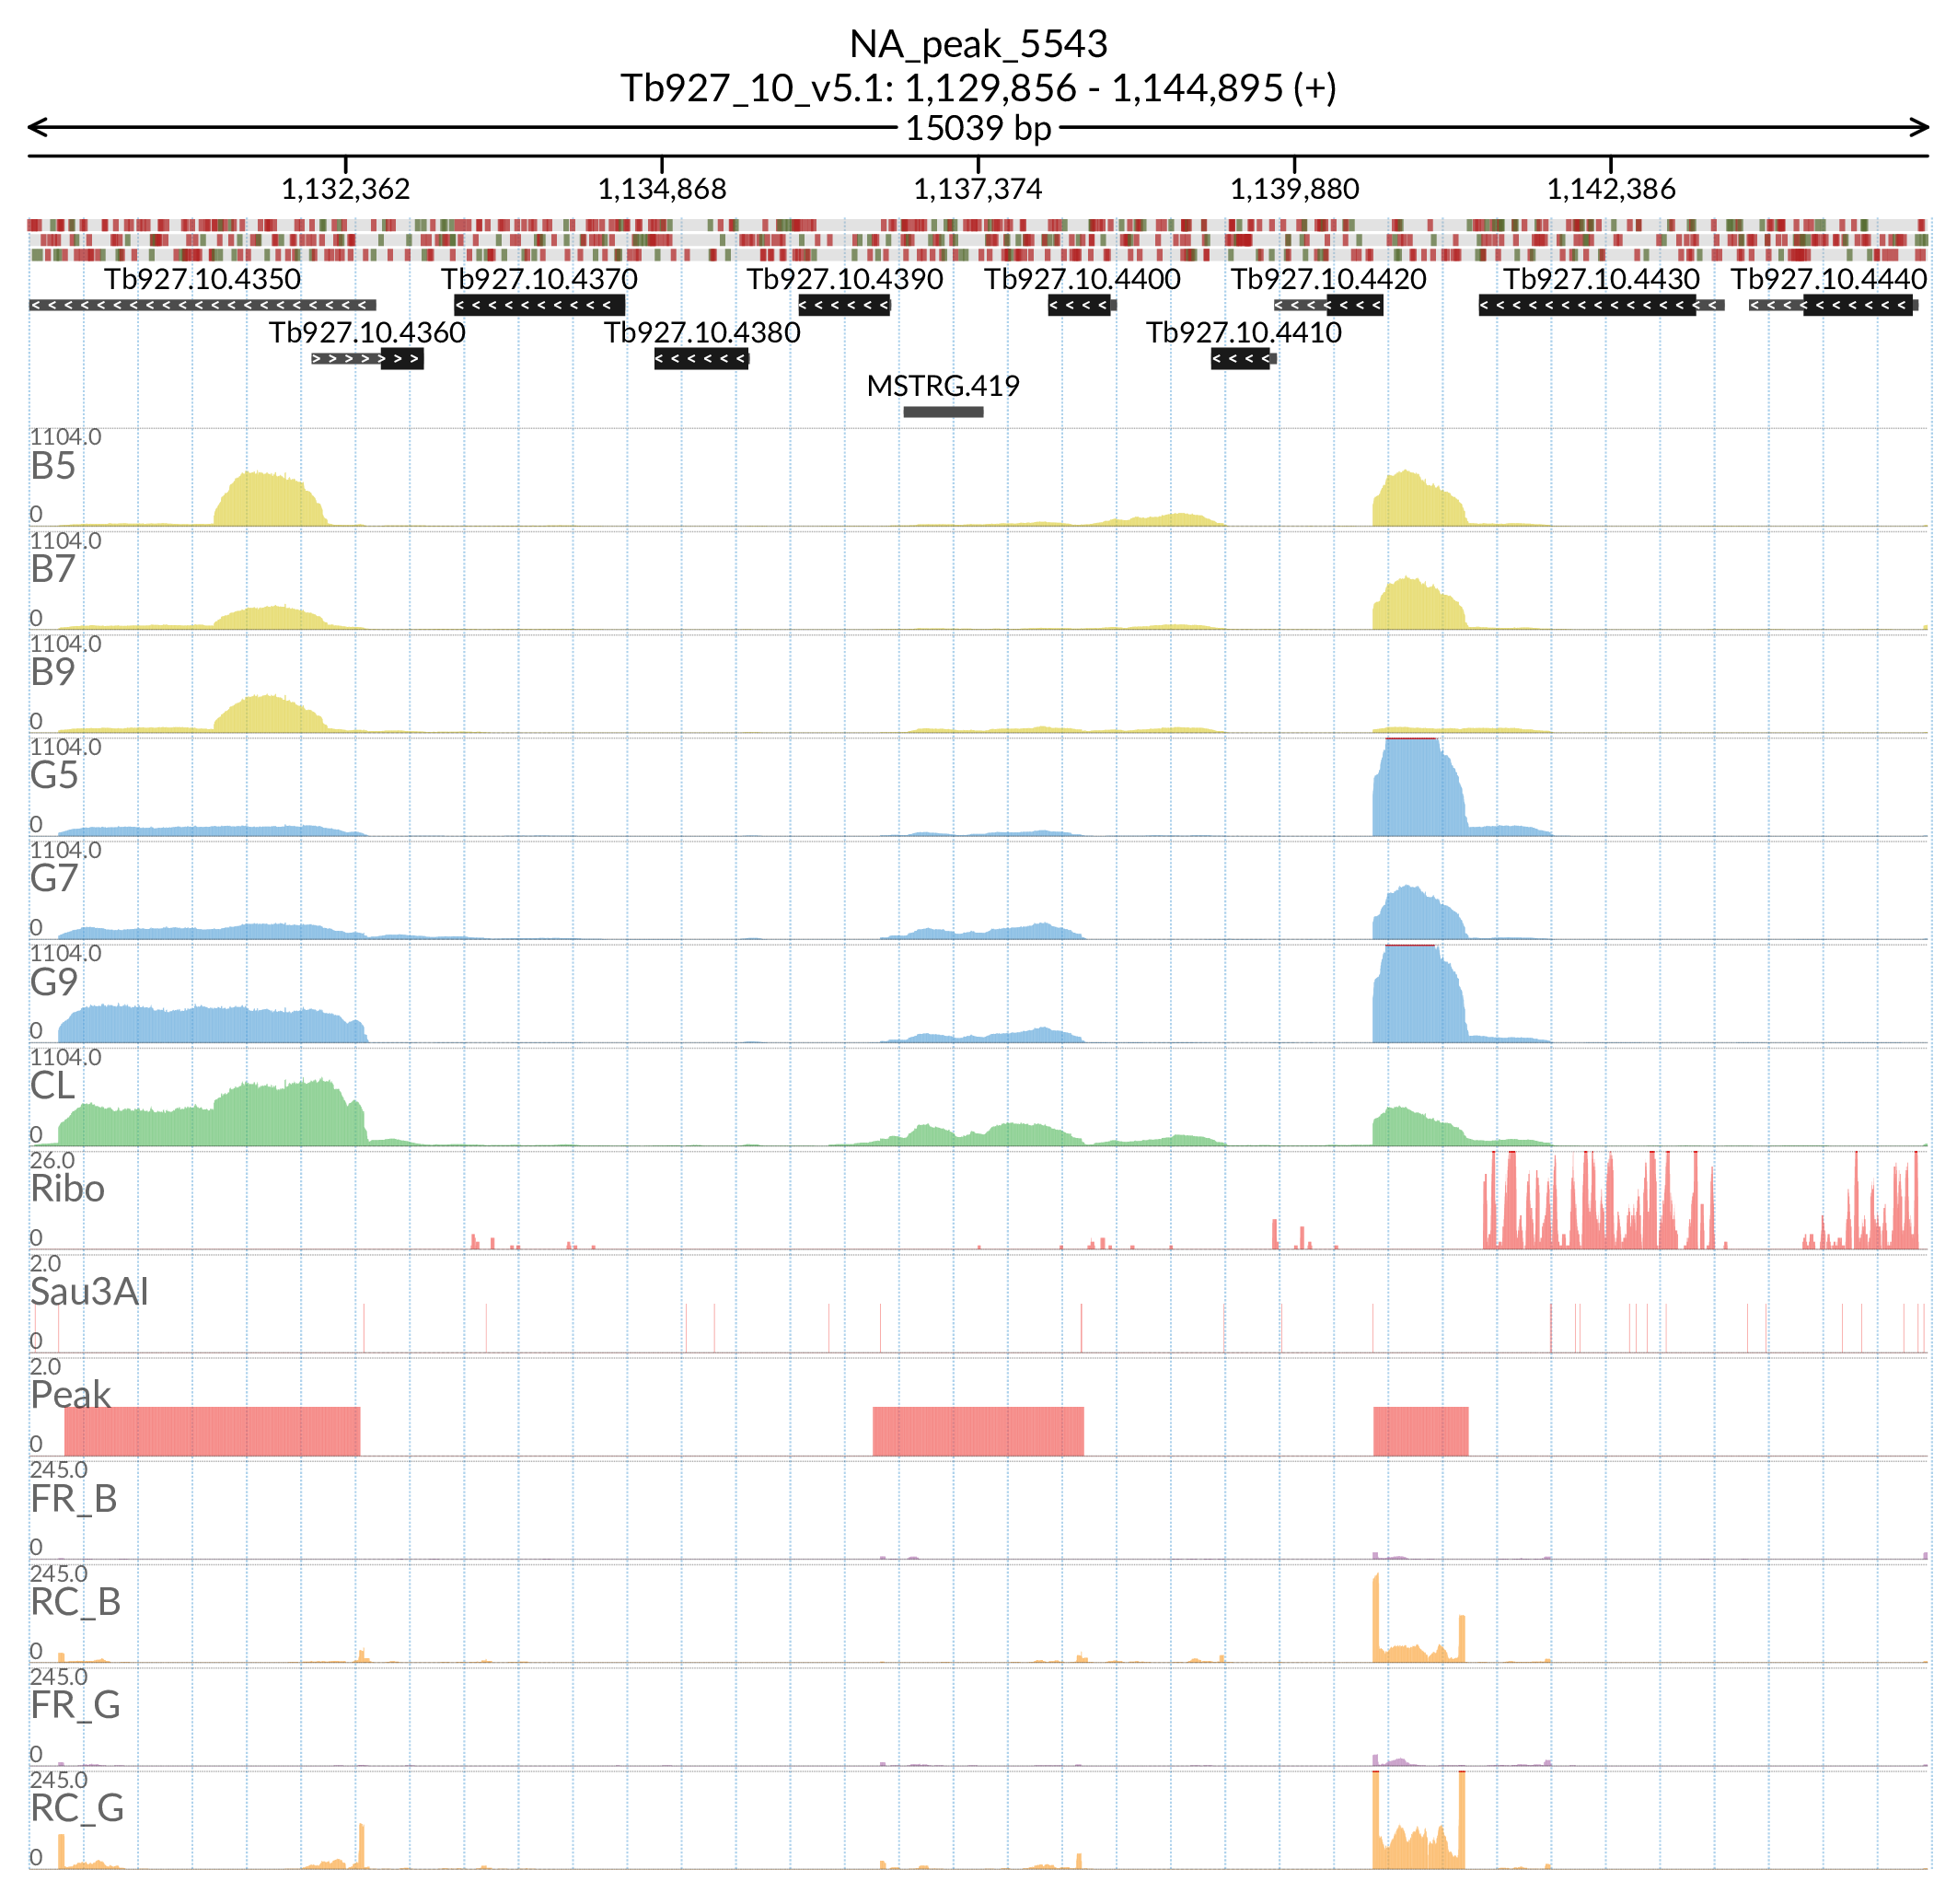 NA_peak_5543
Tb927_10_v5.1: 1,129,856 - 1,144,895 (+)
15039 bp
1,132,362 1,134,868 1,137,374 1,139,880 1,142,386
Tb927.10.4350 Tb927.10.4370 Tb927.10.4390 Tb927.10.4400 Tb927.10.4420 Tb927.10.4430 Tb927.10.4440
Tb927.10.4360 Tb927.10.4380 Tb927.10.4410
MSTRG.419
1104.0
B5
0
1104.0
B7
0
1104.0
B9
0
1104.0
G5
0
1104.0
G7
0
1104.0
G9
0
1104.0
CL
0
26.0
Ribo
0
2.0
Sau3AI
0
2.0
Peak
0
245.0
FR_B
0
245.0
RC_B
0
245.0
FR_G
0
245.0
RC_G
0